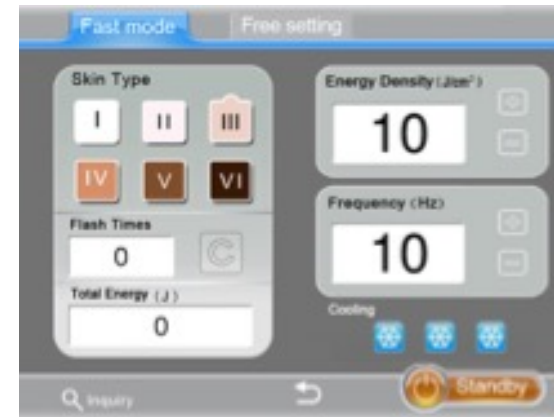 Fast mode
Free setting
Skin Type
I II III
IV V VI
Flash Times
0
C
Total Energy (J)
0
Energy Density (J/cm²)
10
Frequency (Hz)
10
Cooling
Inquiry
Standby